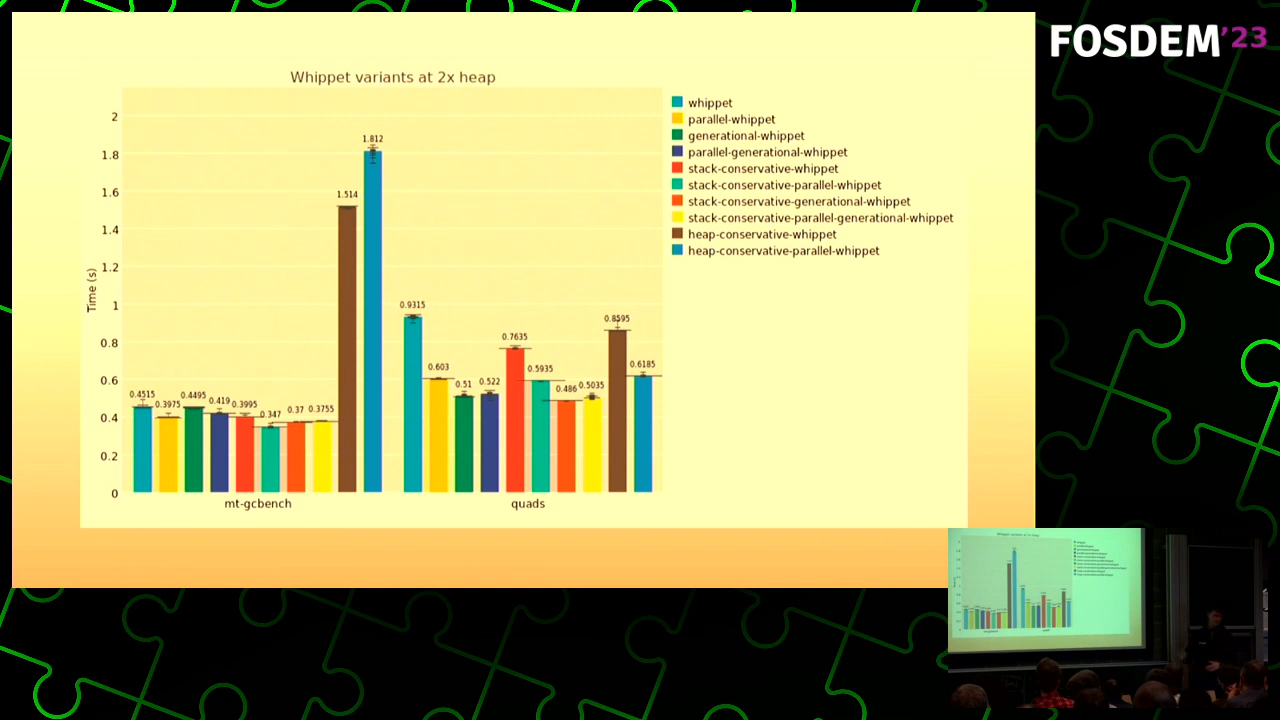 FOSDEM'23
Whippet variants at 2x heap
Time (s)
2
1.8
1.6
1.4
1.2
1
0.8
0.6
0.4
0.2
0
0.4515
0.3975
0.4495
0.419
0.3995
0.347
0.37
0.3755
1.514
1.812
0.9315
0.603
0.51
0.522
0.7635
0.5935
0.486
0.5035
0.8595
0.6185
mt-gcbench
quads
whippet
parallel-whippet
generational-whippet
parallel-generational-whippet
stack-conservative-whippet
stack-conservative-parallel-whippet
stack-conservative-generational-whippet
stack-conservative-parallel-generational-whippet
heap-conservative-whippet
heap-conservative-parallel-whippet